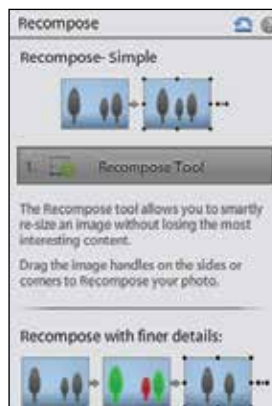 Recompose
Recompose- Simple
1. Recompose Tool
The Recompose tool allows you to smartly
re-size an image without losing the most
interesting content.
Drag the image handles on the sides or
corners to Recompose your photo.
Recompose with finer details: